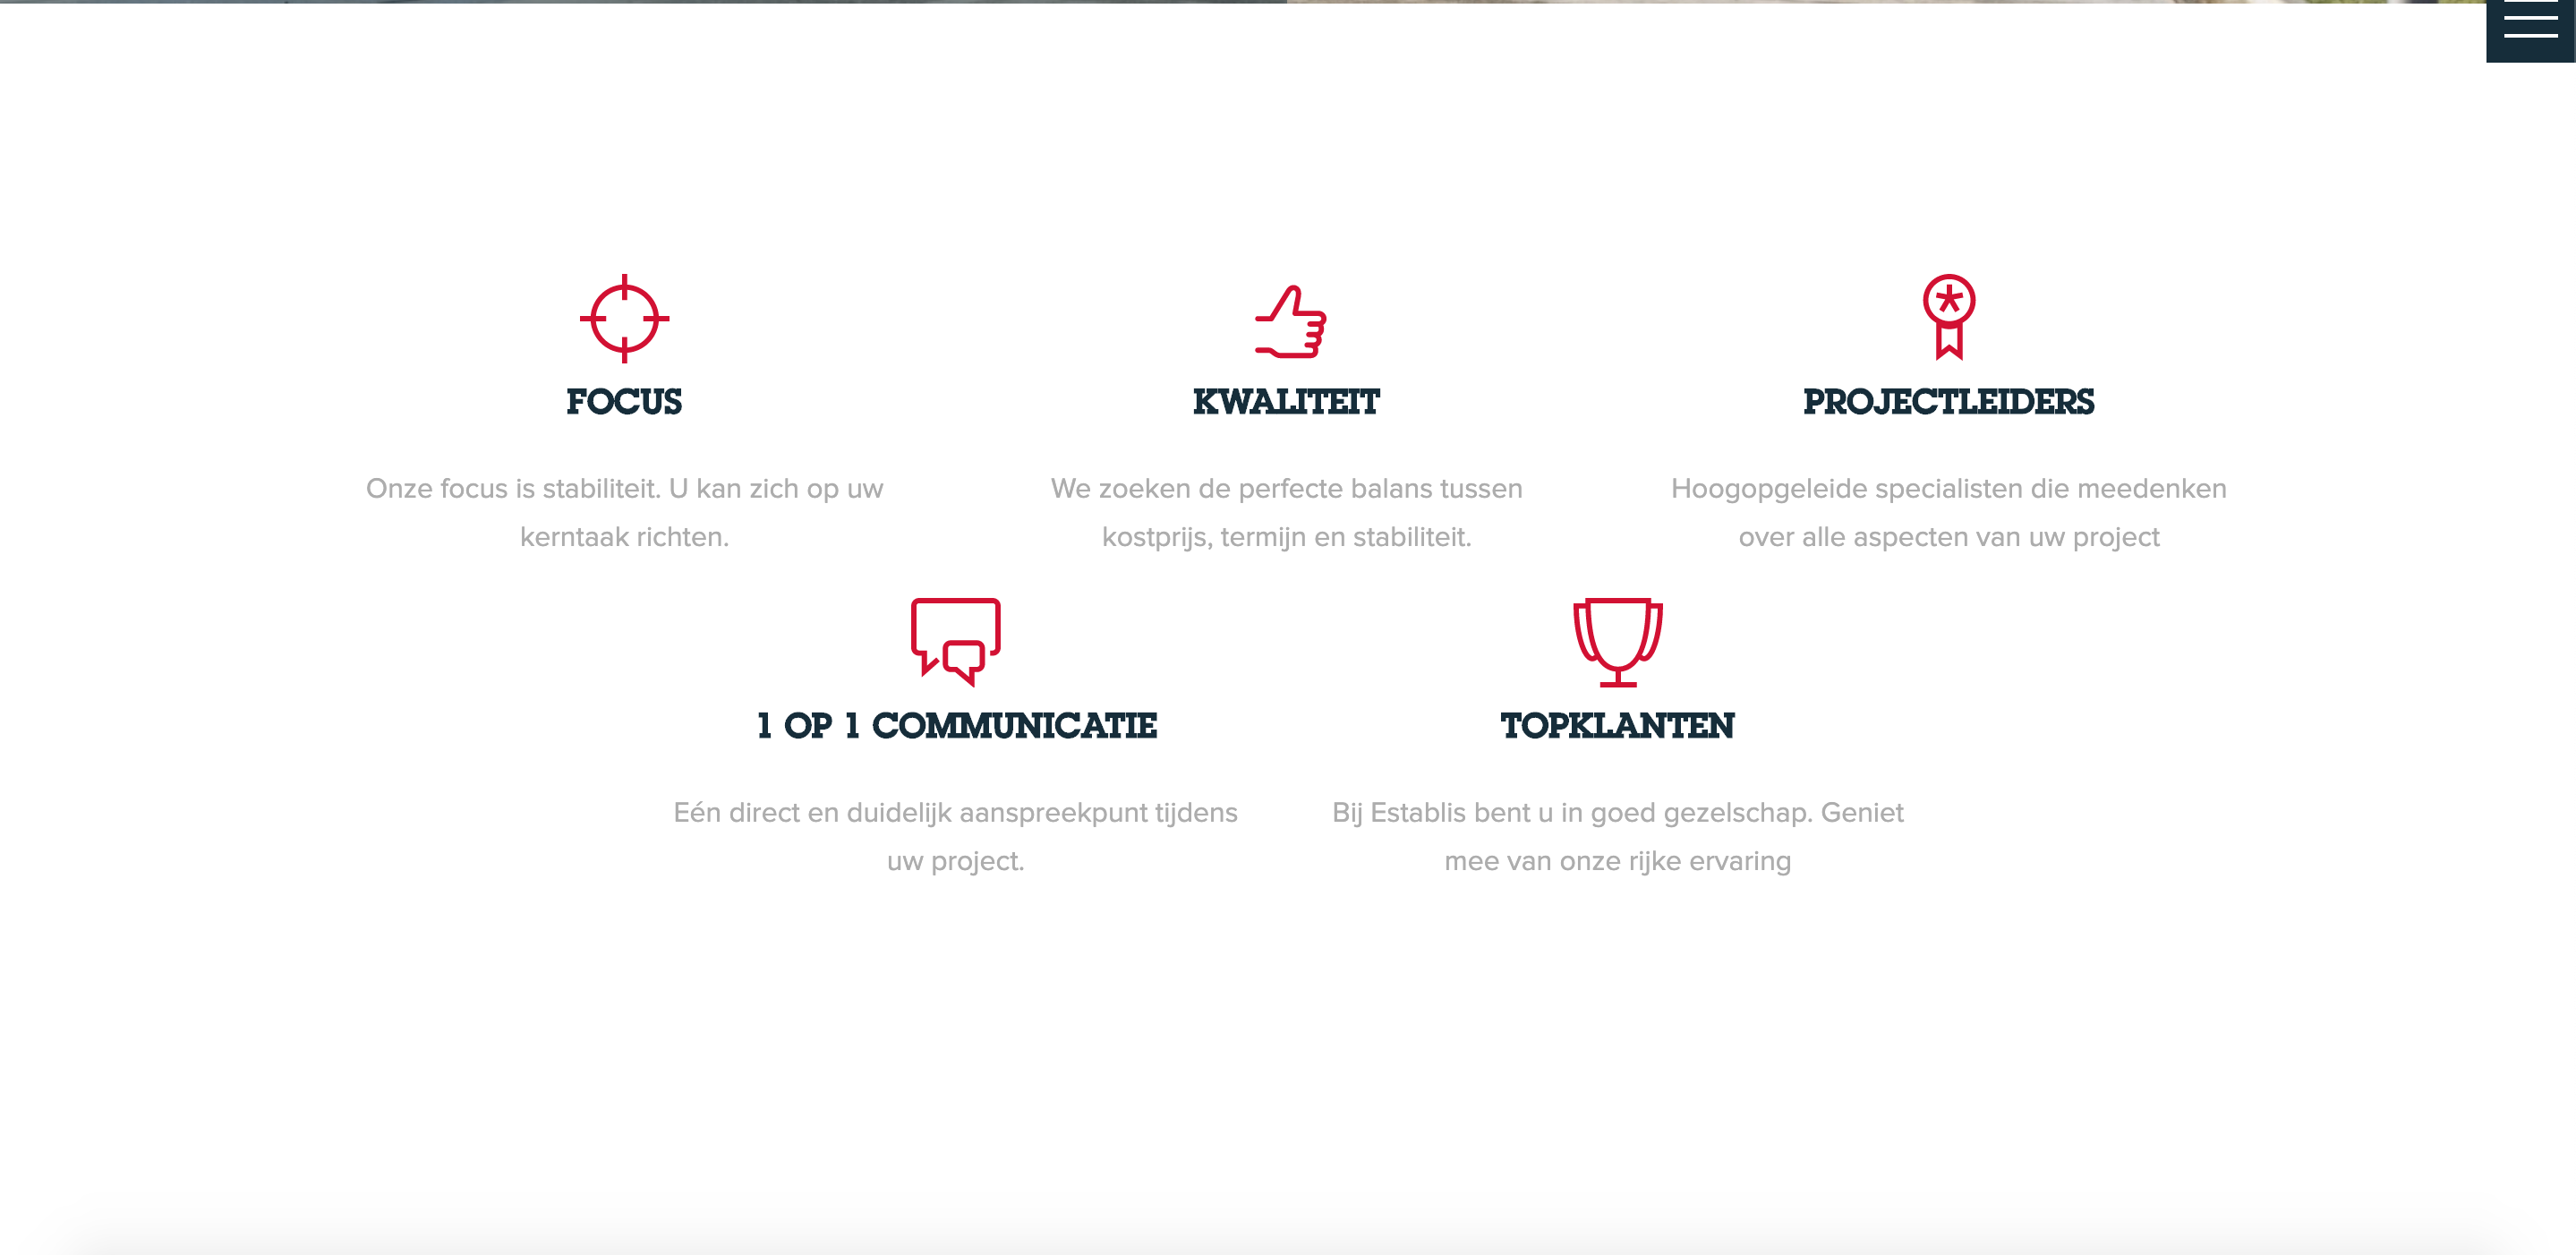 FOCUS
Onze focus is stabiliteit. U kan zich op uw
kerntaak richten.
KWALITEIT
We zoeken de perfecte balans tussen
kostprijs, termijn en stabiliteit.
PROJECTLEIDERS
Hoogopgeleide specialisten die meedenken
over alle aspecten van uw project
1 OP 1 COMMUNICATIE
Eén direct en duidelijk aanspreekpunt tijdens
uw project.
TOPKLANTEN
Bij Establis bent u in goed gezelschap. Geniet
mee van onze rijke ervaring